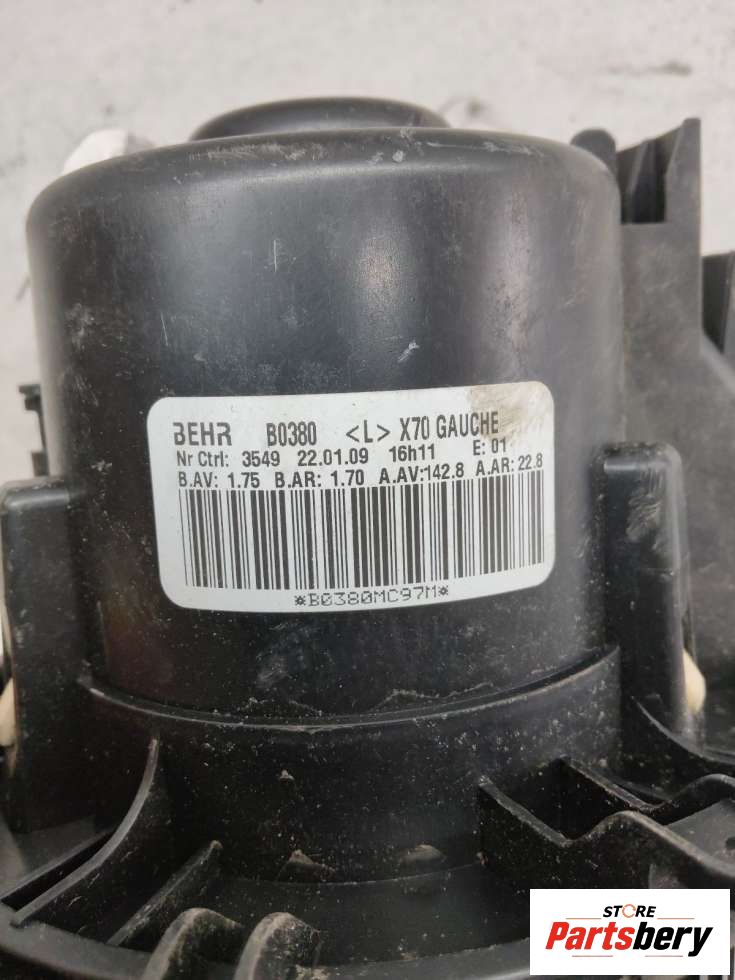 BEHR B0380 <L> X70 GAUCHE
Nr Ctrl: 3549 22.01.09 16h11 E: 01
B.AV: 1.75 B.AR: 1.70 A.AV:142.8 A.AR:22.8
*B0380MC97M*
STORE
Partsbery